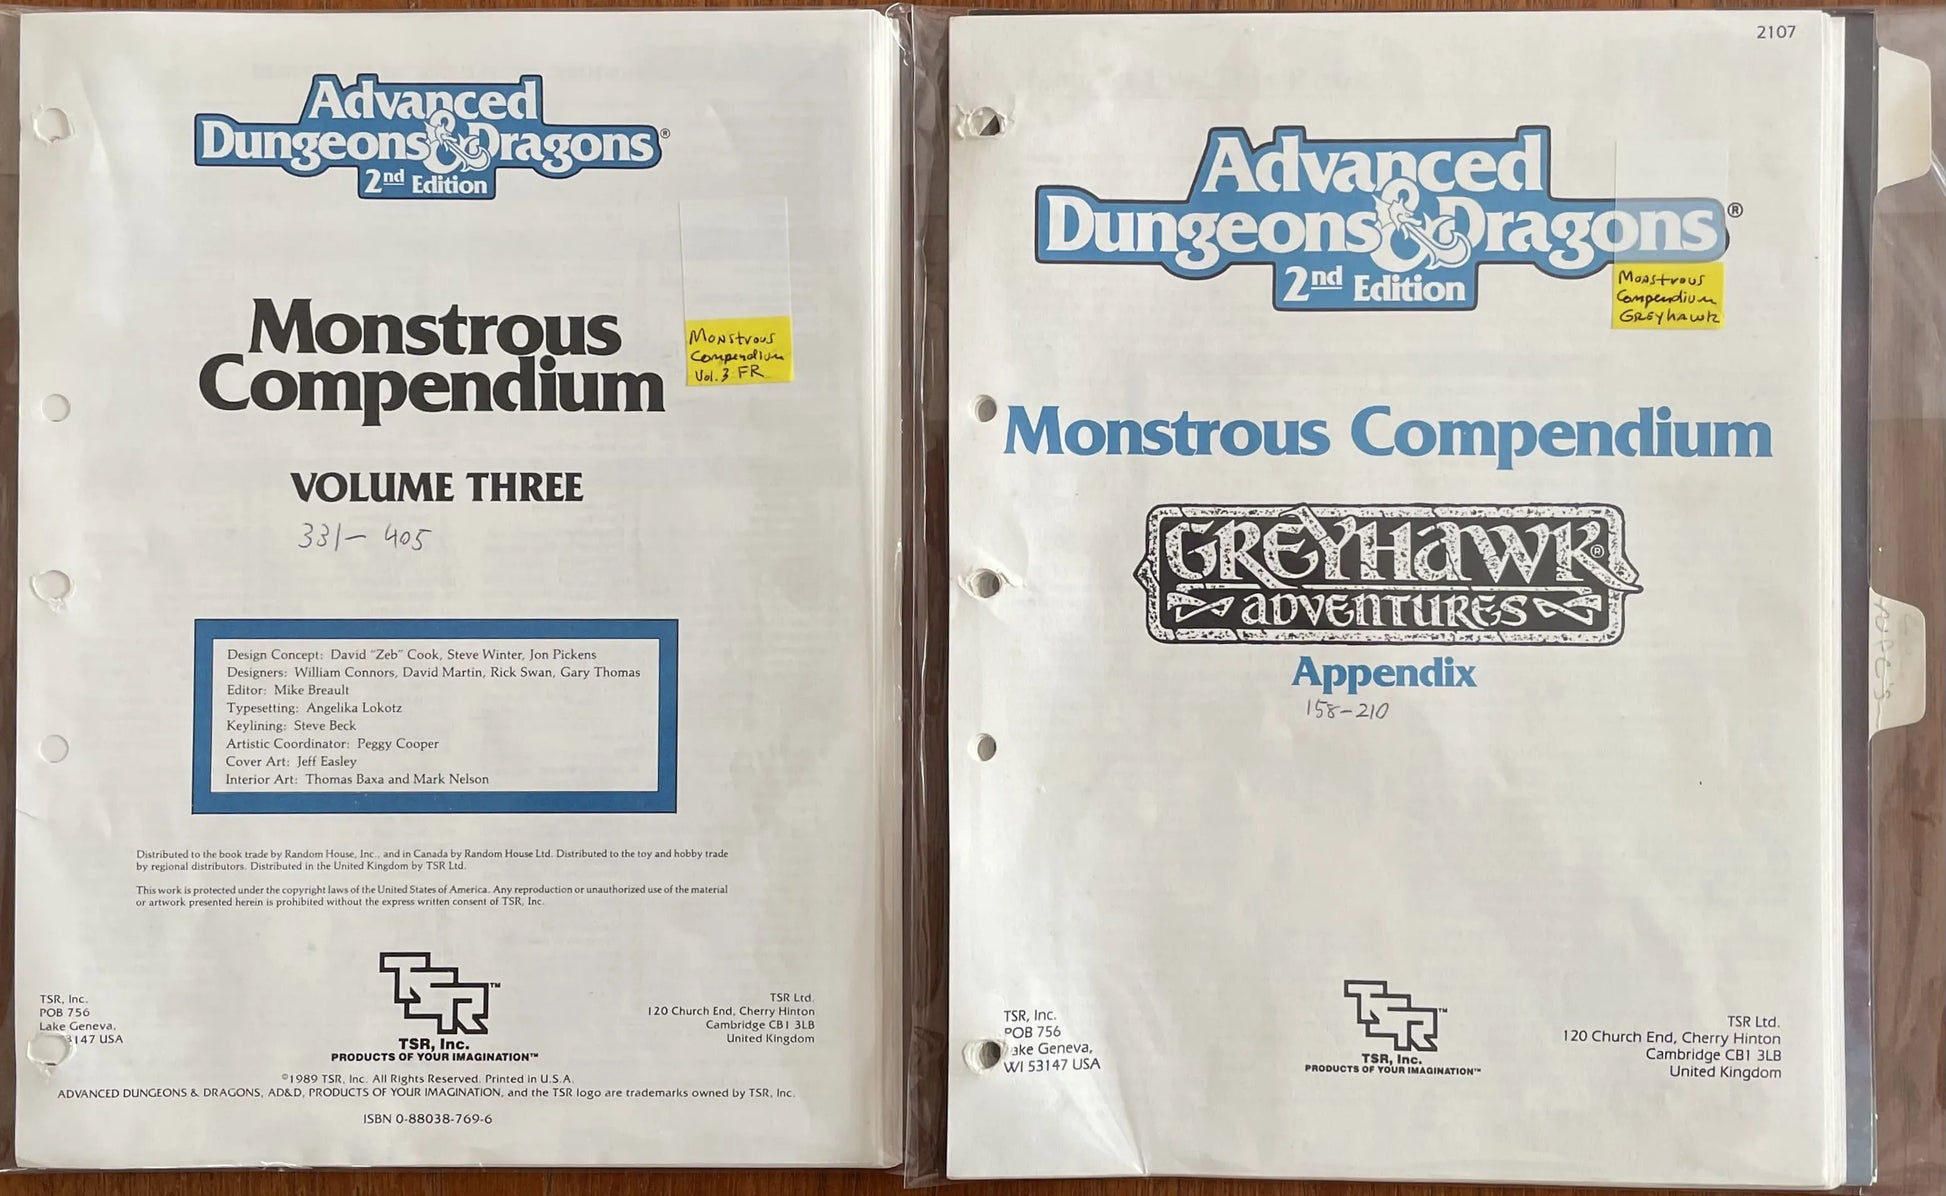 Advanced
Dungeons & Dragons®
2nd Edition
Monstrous
Compendium
Monstrous
Compendium
Vol. 3 FR
VOLUME THREE
331- 405
Design Concept: David "Zeb" Cook, Steve Winter, Jon Pickens
Designers: William Connors, David Martin, Rick Swan, Gary Thomas
Editor: Mike Breault
Typesetting: Angelika Lokotz
Keylining: Steve Beck
Artistic Coordinator: Peggy Cooper
Cover Art: Jeff Easley
Interior Art: Thomas Baxa and Mark Nelson
Distributed to the book trade by Random House, Inc., and in Canada by Random House Ltd. Distributed to the toy and hobby trade
by regional distributors. Distributed in the United Kingdom by TSR Ltd.
This work is protected under the copyright laws of the United States of America. Any reproduction or unauthorized use of the material
or artwork presented herein is prohibited without the express written consent of TSR, Inc.
TSR, Inc.
POB 756
Lake Geneva,
3147 USA
TSR™
TSR, Inc.
PRODUCTS OF YOUR IMAGINATION™
TSR Ltd.
120 Church End, Cherry Hinton
Cambridge CB1 3LB
United Kingdom
©1989 TSR, Inc. All Rights Reserved. Printed in U.S.A.
ADVANCED DUNGEONS & DRAGONS, AD&D, PRODUCTS OF YOUR IMAGINATION, and the TSR logo are trademarks owned by TSR, Inc.
ISBN 0-88038-769-6
2107
Advanced
Dungeons & Dragons®
2nd Edition
Monstrous
Compendium
GREYHAWK
Monstrous Compendium
GREYHAWK®
ADVENTURES
Appendix
158-210
TSR, Inc.
POB 756
ake Geneva,
WI 53147 USA
TSR™
TSR, Inc.
PRODUCTS OF YOUR IMAGINATION™
TSR Ltd.
120 Church End, Cherry Hinton
Cambridge CB1 3LB
United Kingdom